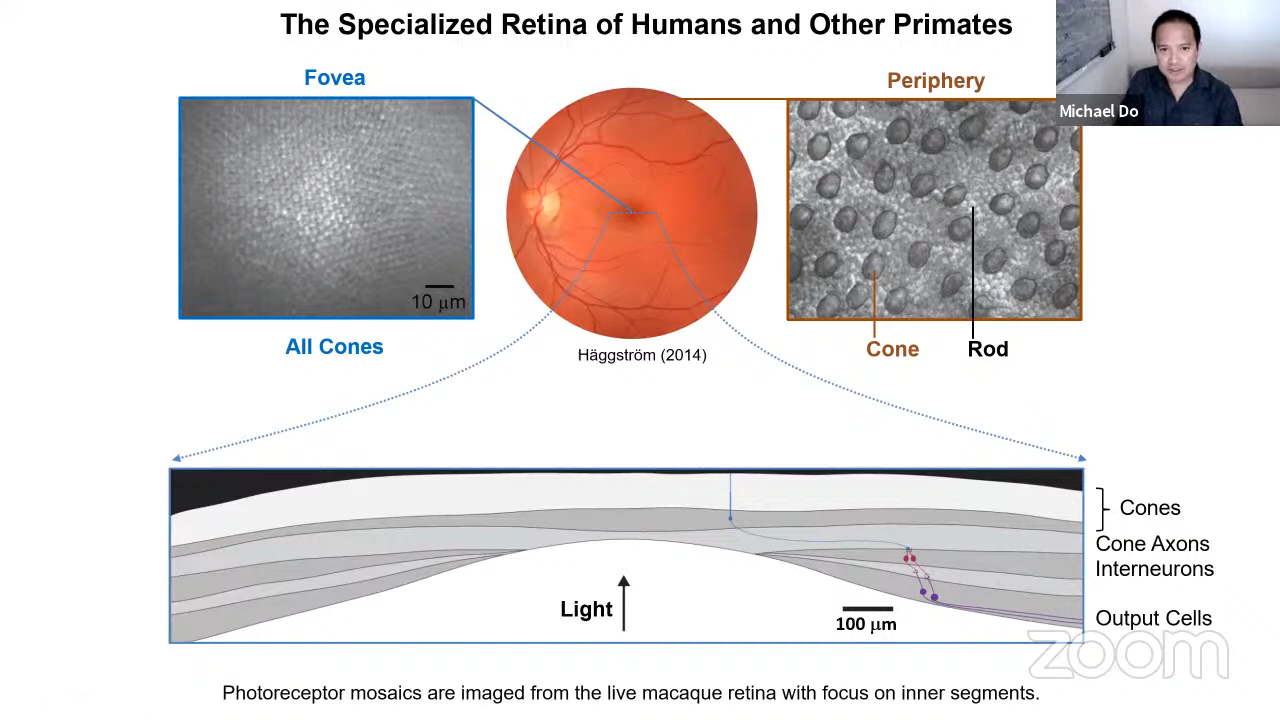 The Specialized Retina of Humans and Other Primates
Michael Do
Fovea
Periphery
10 μm
All Cones
Häggström (2014)
Cone
Rod
Cones
Cone Axons
Interneurons
Output Cells
Light
100 μm
zoom
Photoreceptor mosaics are imaged from the live macaque retina with focus on inner segments.